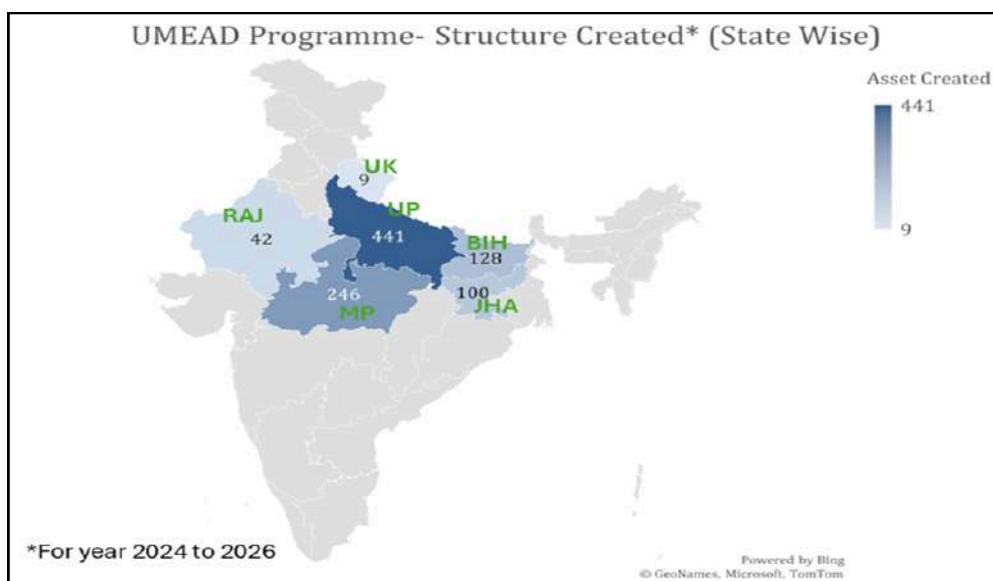 UMEAD Programme- Structure Created* (State Wise)
Asset Created
441
9
UK
9
RAJ
42
UP
441
BIH
128
246
MP
100
JHA
*For year 2024 to 2026
Powered by Bing
© GeoNames, Microsoft, TomTom